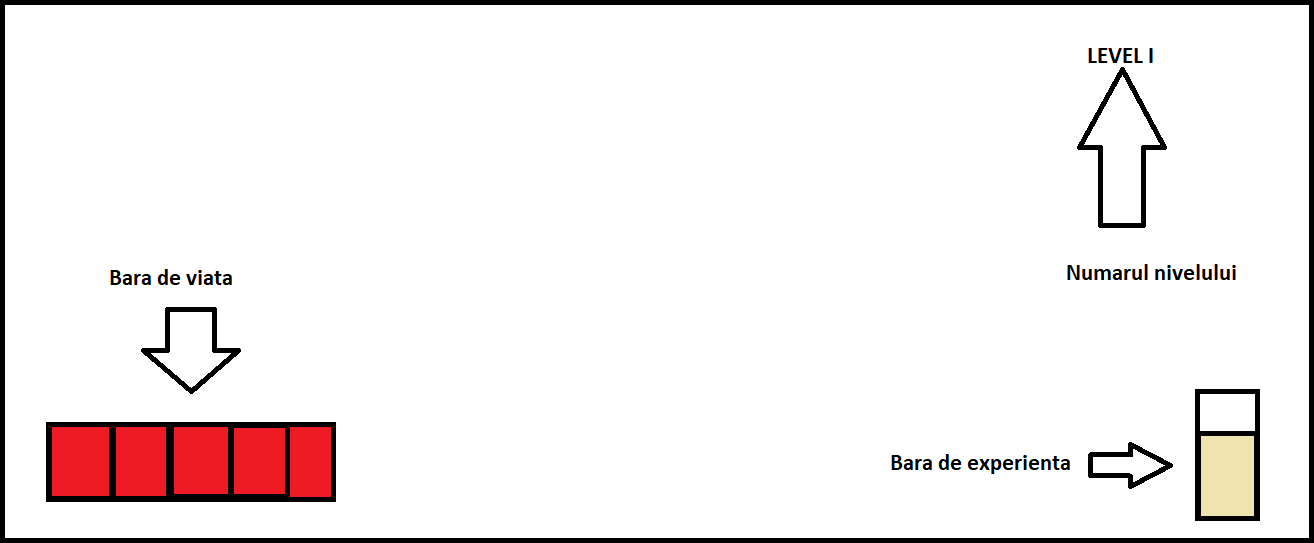 LEVEL I
Numarul nivelului
Bara de viata
Bara de experienta